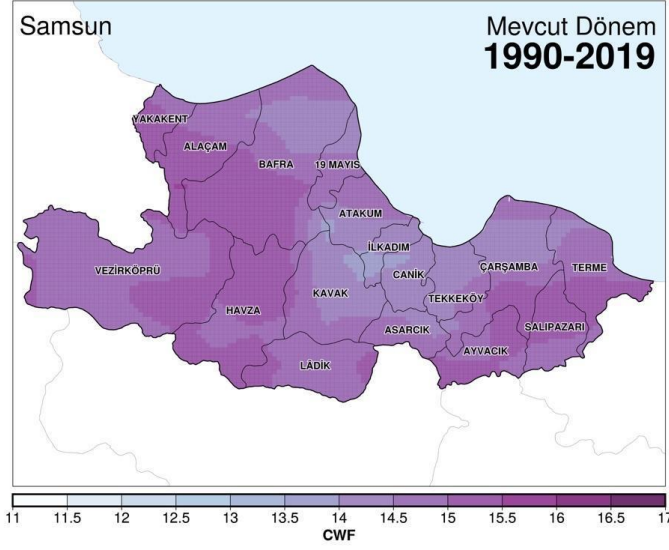 Samsun
Mevcut Dönem
1990-2019
YAKAKENT
ALAÇAM
BAFRA
19 MAYIS
ATAKUM
İLKADIM
VEZİRKÖPRÜ
CANİK
ÇARŞAMBA
TERME
KAVAK
TEKKEKÖY
HAVZA
ASARCIK
SALIPAZARI
AYVACIK
LÂDİK
11 11.5 12 12.5 13 13.5 14 14.5 15 15.5 16 16.5 17
CWF